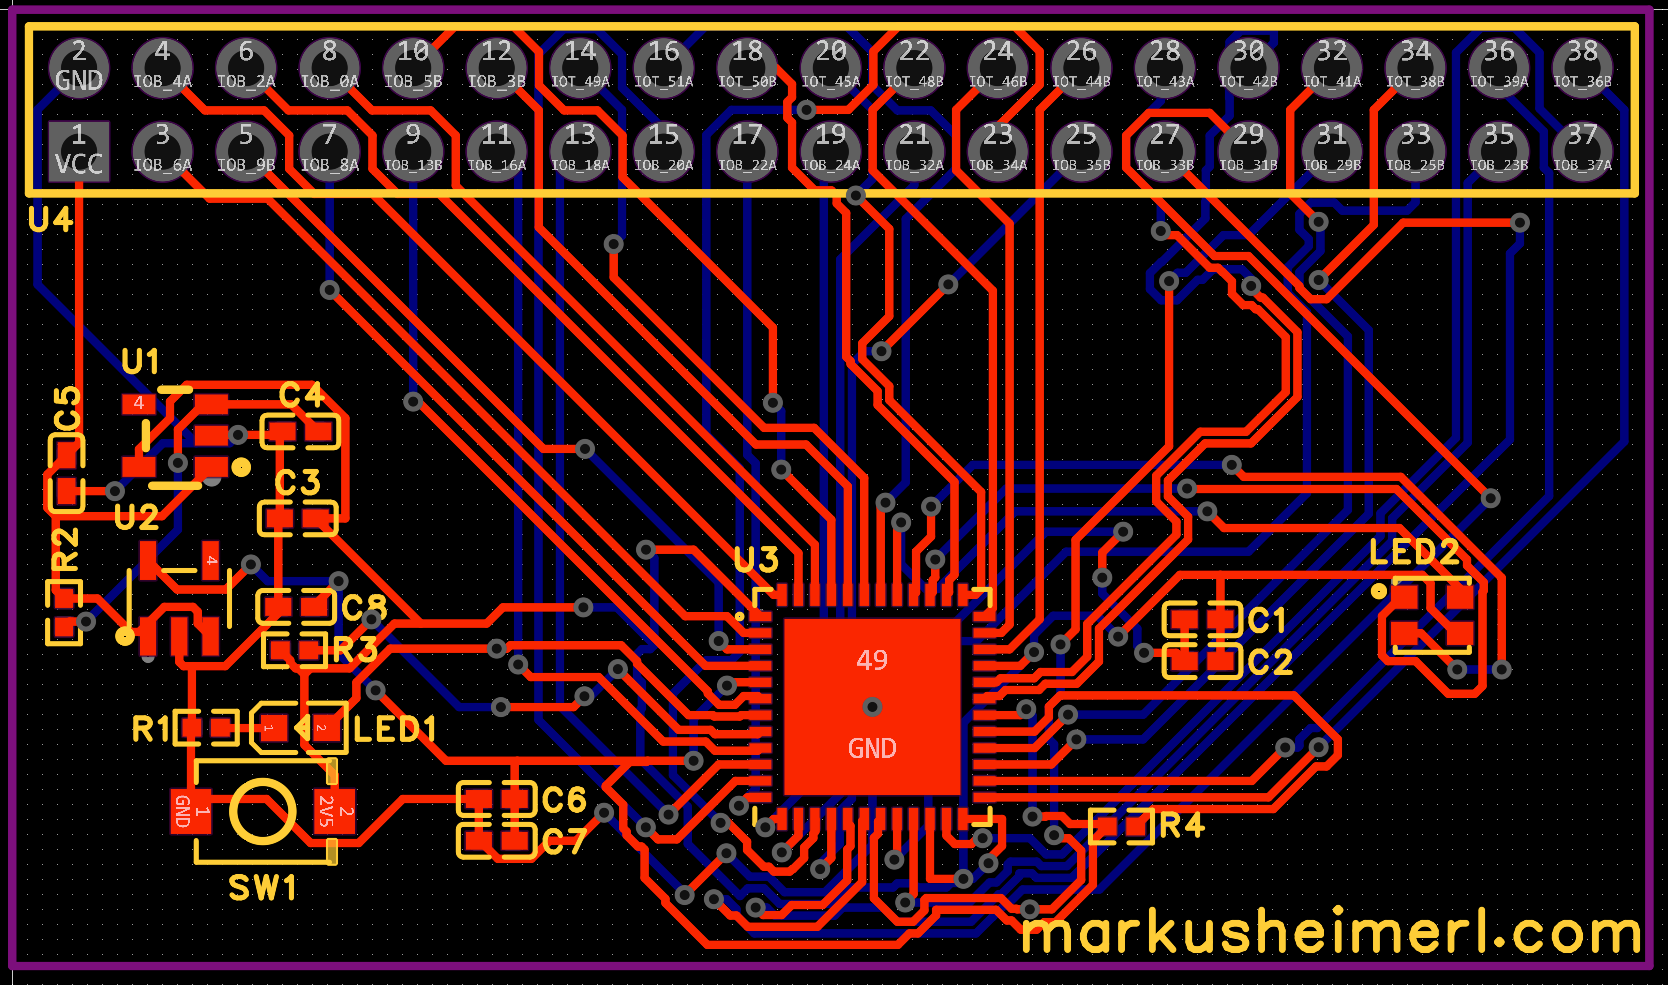 2 4 6 8 10 12 14 16 18 20 22 24 26 28 30 32 34 36 38
GND IOB_4A IOB_2A IOB_0A IOB_5B IOB_3B IOT_49A IOT_51A IOT_50B IOT_45A IOT_48B IOT_46B IOT_44B IOT_43A IOT_42B IOT_41A IOT_38B IOT_39A IOT_36B
1 3 5 7 9 11 13 15 17 19 21 23 25 27 29 31 33 35 37
VCC IOB_6A IOB_9B IOB_8A IOB_13B IOB_16A IOB_18A IOB_20A IOB_22A IOB_24A IOB_32A IOB_34A IOB_35B IOB_33B IOB_31B IOB_29B IOB_25B IOB_23B IOB_37A
U4
U1
C5
4
C4
C3
U2
R2
4
U3
LED2
C8
C1
R3
49
C2
R1
1
2
LED1
GND
GND
1
2V5
2
C6
C7
R4
SW1
markusheimerl.com